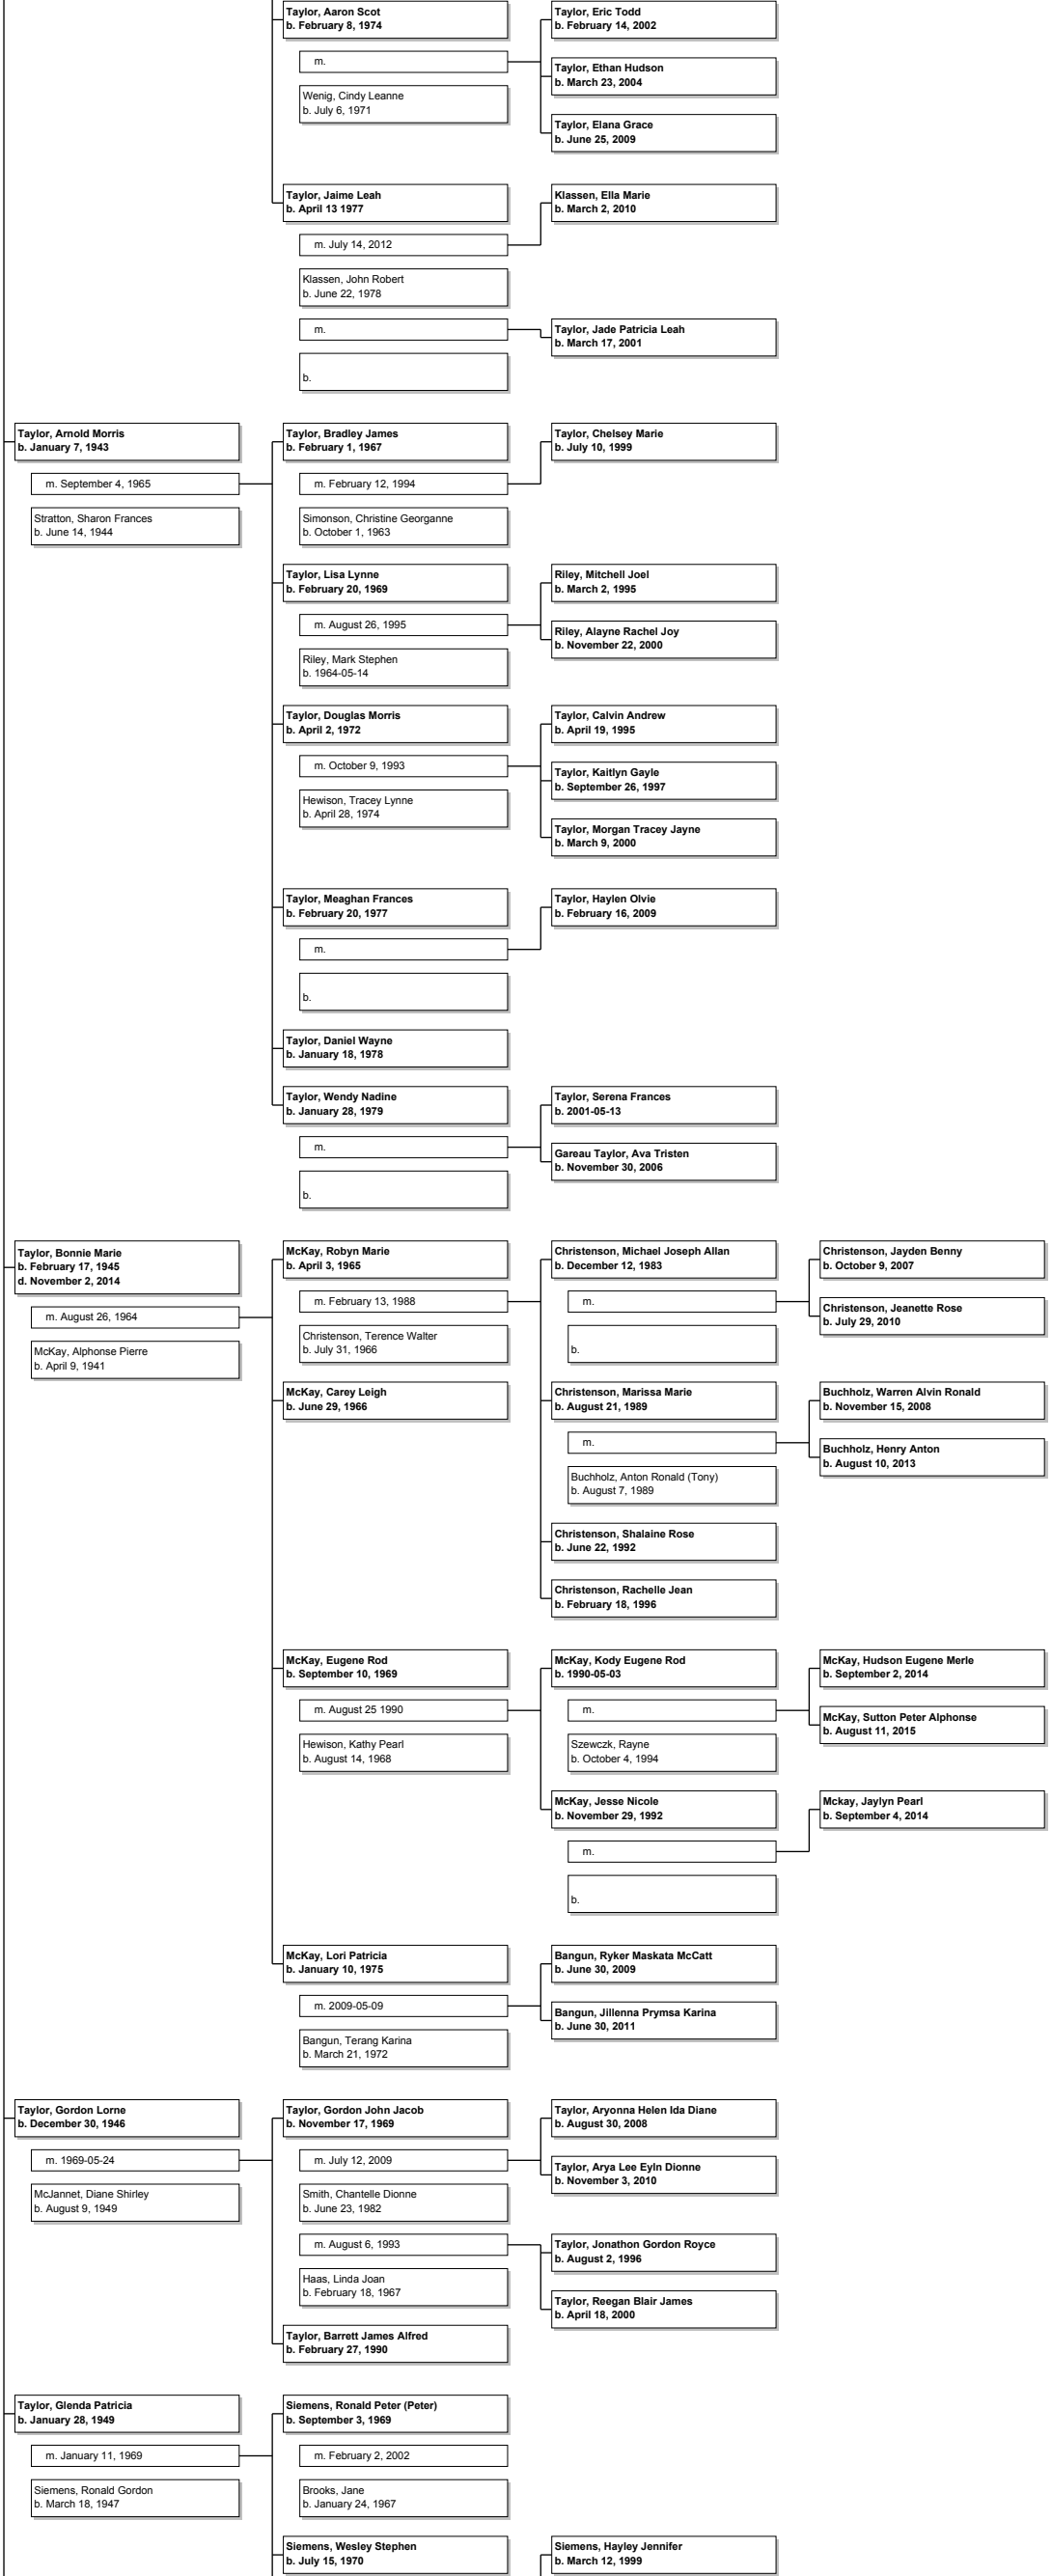 Taylor, Aaron Scot
b. February 8, 1974
m.
Wenig, Cindy Leanne
b. July 6, 1971
Taylor, Eric Todd
b. February 14, 2002
Taylor, Ethan Hudson
b. March 23, 2004
Taylor, Elana Grace
b. June 25, 2009
Taylor, Jaime Leah
b. April 13 1977
m. July 14, 2012
Klassen, John Robert
b. June 22, 1978
Klassen, Ella Marie
b. March 2, 2010
m.
b.
Taylor, Jade Patricia Leah
b. March 17, 2001
Taylor, Arnold Morris
b. January 7, 1943
m. September 4, 1965
Stratton, Sharon Frances
b. June 14, 1944
Taylor, Bradley James
b. February 1, 1967
m. February 12, 1994
Simonson, Christine Georganne
b. October 1, 1963
Taylor, Chelsey Marie
b. July 10, 1999
Taylor, Lisa Lynne
b. February 20, 1969
m. August 26, 1995
Riley, Mark Stephen
b. 1964-05-14
Riley, Mitchell Joel
b. March 2, 1995
Riley, Alayne Rachel Joy
b. November 22, 2000
Taylor, Douglas Morris
b. April 2, 1972
m. October 9, 1993
Hewison, Tracey Lynne
b. April 28, 1974
Taylor, Calvin Andrew
b. April 19, 1995
Taylor, Kaitlyn Gayle
b. September 26, 1997
Taylor, Morgan Tracey Jayne
b. March 9, 2000
Taylor, Meaghan Frances
b. February 20, 1977
m.
b.
Taylor, Haylen Olvie
b. February 16, 2009
Taylor, Daniel Wayne
b. January 18, 1978
Taylor, Wendy Nadine
b. January 28, 1979
m.
b.
Taylor, Serena Frances
b. 2001-05-13
Gareau Taylor, Ava Tristen
b. November 30, 2006
Taylor, Bonnie Marie
b. February 17, 1945
d. November 2, 2014
m. August 26, 1964
McKay, Alphonse Pierre
b. April 9, 1941
McKay, Robyn Marie
b. April 3, 1965
m. February 13, 1988
Christenson, Terence Walter
b. July 31, 1966
Christenson, Michael Joseph Allan
b. December 12, 1983
m.
b.
Christenson, Jayden Benny
b. October 9, 2007
Christenson, Jeanette Rose
b. July 29, 2010
McKay, Carey Leigh
b. June 29, 1966
Christenson, Marissa Marie
b. August 21, 1989
m.
Buchholz, Anton Ronald (Tony)
b. August 7, 1989
Buchholz, Warren Alvin Ronald
b. November 15, 2008
Buchholz, Henry Anton
b. August 10, 2013
Christenson, Shalaine Rose
b. June 22, 1992
Christenson, Rachelle Jean
b. February 18, 1996
McKay, Eugene Rod
b. September 10, 1969
m. August 25 1990
Hewison, Kathy Pearl
b. August 14, 1968
McKay, Kody Eugene Rod
b. 1990-05-03
m.
Szewczk, Rayne
b. October 4, 1994
McKay, Hudson Eugene Merle
b. September 2, 2014
McKay, Sutton Peter Alphonse
b. August 11, 2015
McKay, Jesse Nicole
b. November 29, 1992
m.
b.
Mckay, Jaylyn Pearl
b. September 4, 2014
McKay, Lori Patricia
b. January 10, 1975
m. 2009-05-09
Bangun, Terang Karina
b. March 21, 1972
Bangun, Ryker Maskata McCatt
b. June 30, 2009
Bangun, Jillenna Prymsa Karina
b. June 30, 2011
Taylor, Gordon Lorne
b. December 30, 1946
m. 1969-05-24
McJannet, Diane Shirley
b. August 9, 1949
Taylor, Gordon John Jacob
b. November 17, 1969
m. July 12, 2009
Smith, Chantelle Dionne
b. June 23, 1982
Taylor, Aryonna Helen Ida Diane
b. August 30, 2008
Taylor, Arya Lee Eyln Dionne
b. November 3, 2010
m. August 6, 1993
Haas, Linda Joan
b. February 18, 1967
Taylor, Jonathon Gordon Royce
b. August 2, 1996
Taylor, Reegan Blair James
b. April 18, 2000
Taylor, Barrett James Alfred
b. February 27, 1990
Taylor, Glenda Patricia
b. January 28, 1949
m. January 11, 1969
Siemens, Ronald Gordon
b. March 18, 1947
Siemens, Ronald Peter (Peter)
b. September 3, 1969
m. February 2, 2002
Brooks, Jane
b. January 24, 1967
Siemens, Wesley Stephen
b. July 15, 1970
Siemens, Hayley Jennifer
b. March 12, 1999